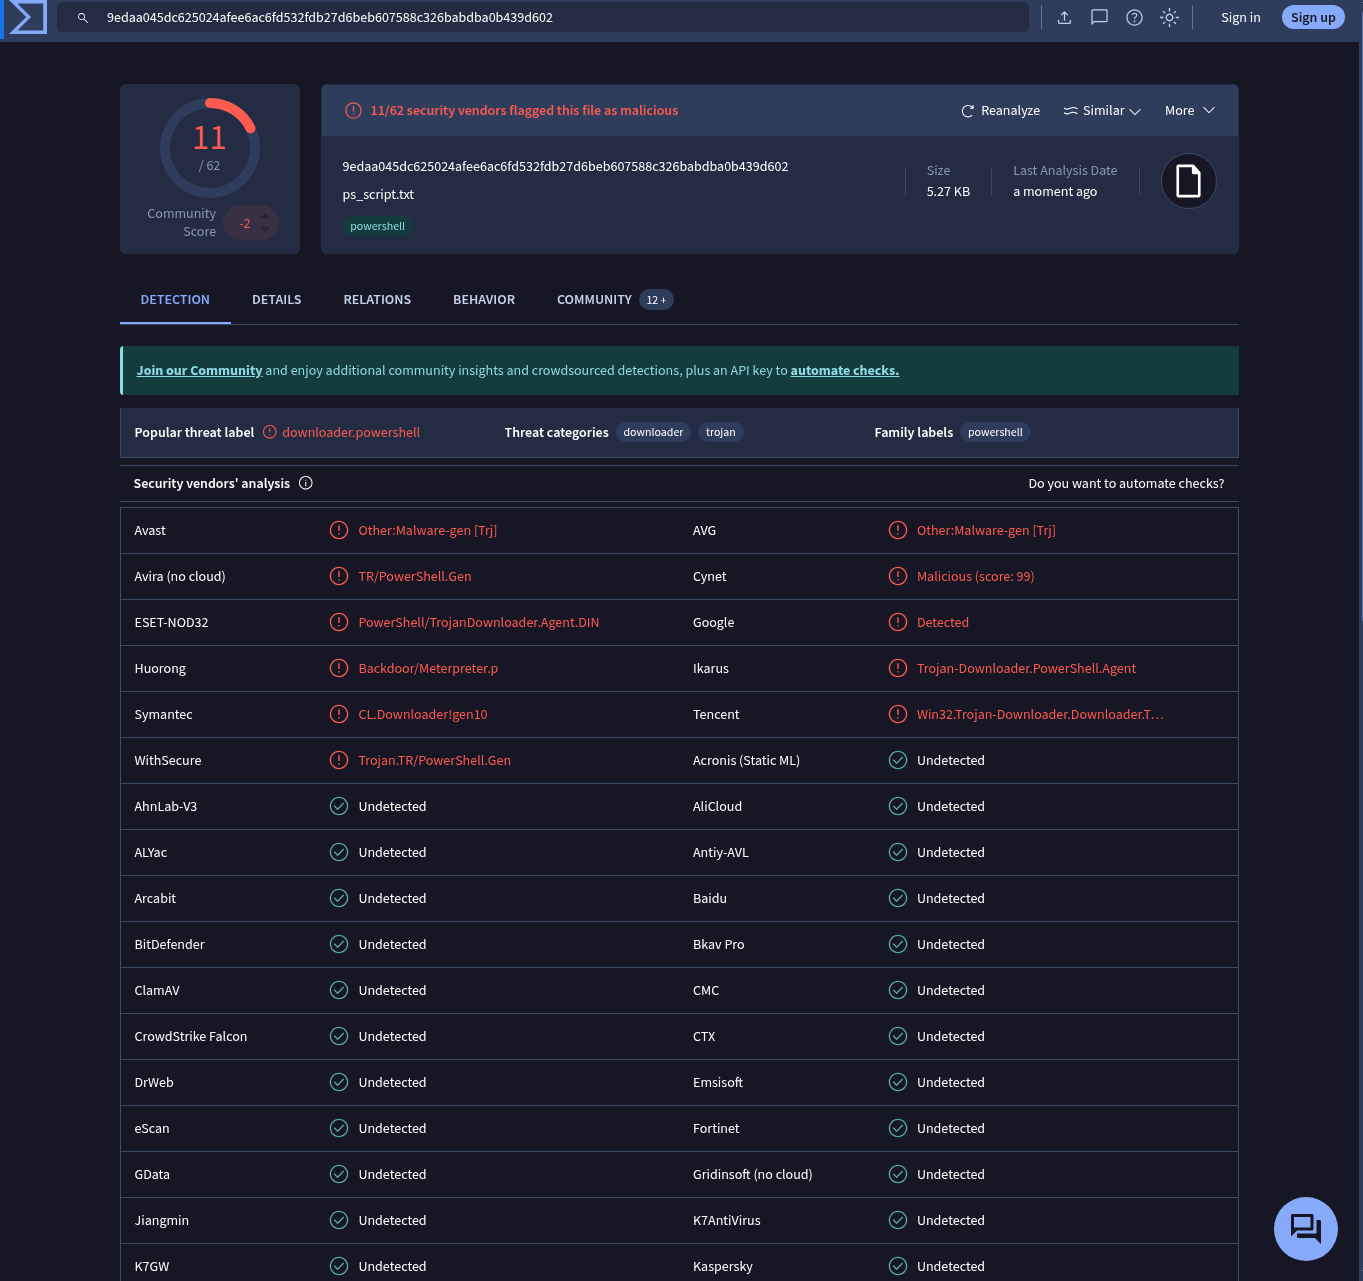 9edaa045dc625024afee6ac6fd532fdb27d6beb607588c326babdba0b439d602
Sign in
Sign up
11
/ 62
Community
Score
-2
11/62 security vendors flagged this file as malicious
Reanalyze
Similar
More
9edaa045dc625024afee6ac6fd532fdb27d6beb607588c326babdba0b439d602
ps_script.txt
powershell
Size
5.27 KB
Last Analysis Date
a moment ago
DETECTION DETAILS RELATIONS BEHAVIOR COMMUNITY 12 +
Join our Community and enjoy additional community insights and crowdsourced detections, plus an API key to automate checks.
Popular threat label downloader.powershell Threat categories downloader trojan Family labels powershell
Security vendors' analysis Do you want to automate checks?
Avast Other:Malware-gen [Trj] AVG Other:Malware-gen [Trj]
Avira (no cloud) TR/PowerShell.Gen Cynet Malicious (score: 99)
ESET-NOD32 PowerShell/TrojanDownloader.Agent.DIN Google Detected
Huorong Backdoor/Meterpreter.p Ikarus Trojan-Downloader.PowerShell.Agent
Symantec CL.Downloader!gen10 Tencent Win32.Trojan-Downloader.Downloader.T...
WithSecure Trojan.TR/PowerShell.Gen Acronis (Static ML) Undetected
AhnLab-V3 Undetected AliCloud Undetected
ALYac Undetected Antiy-AVL Undetected
Arcabit Undetected Baidu Undetected
BitDefender Undetected Bkav Pro Undetected
ClamAV Undetected CMC Undetected
CrowdStrike Falcon Undetected CTX Undetected
DrWeb Undetected Emsisoft Undetected
eScan Undetected Fortinet Undetected
GData Undetected Gridinsoft (no cloud) Undetected
Jiangmin Undetected K7AntiVirus Undetected
K7GW Undetected Kaspersky Undetected